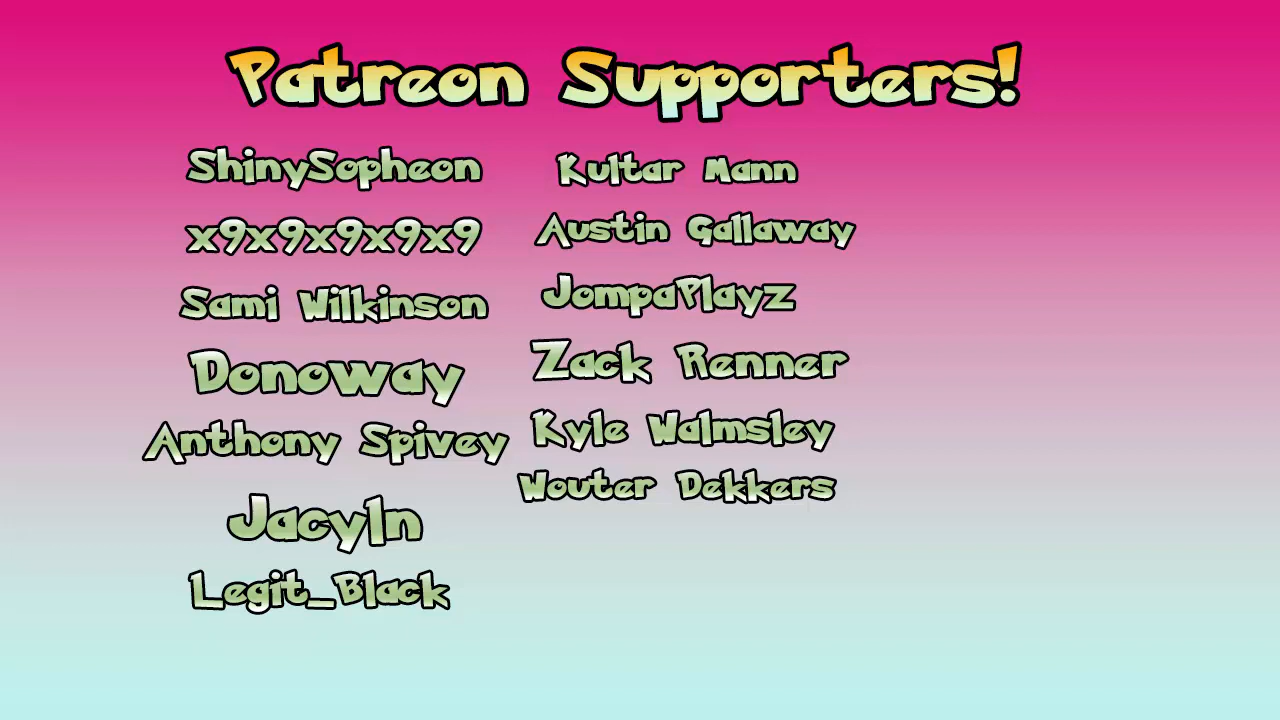 Patreon Supporters!
ShinySopheon
x9x9x9x9x9
Sami Wilkinson
Donoway
Anthony Spivey
Jacyln
Legit_Black
Kultar Mann
Austin Gallaway
JompaPlayz
Zack Renner
Kyle Walmsley
Wouter Dekkers